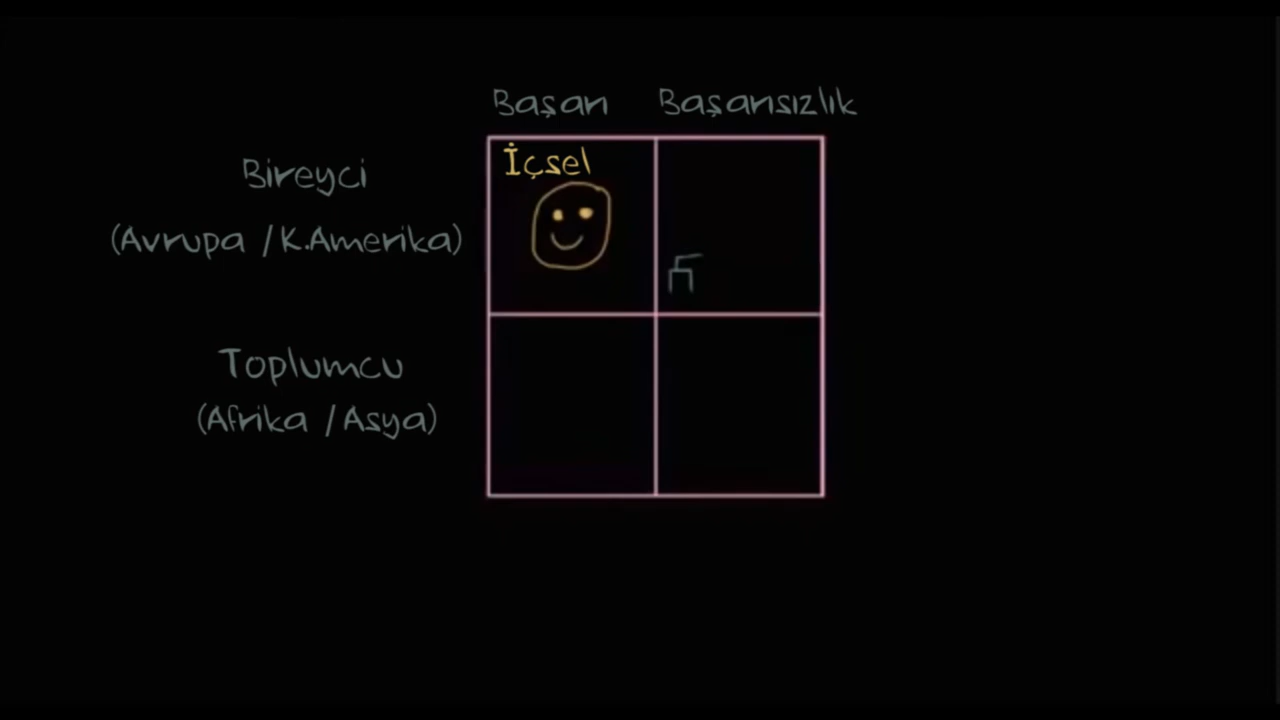 Başarı Başarısızlık
Bireyci
İçsel
(Avrupa / K.Amerika)
Toplumcu
(Afrika / Asya)